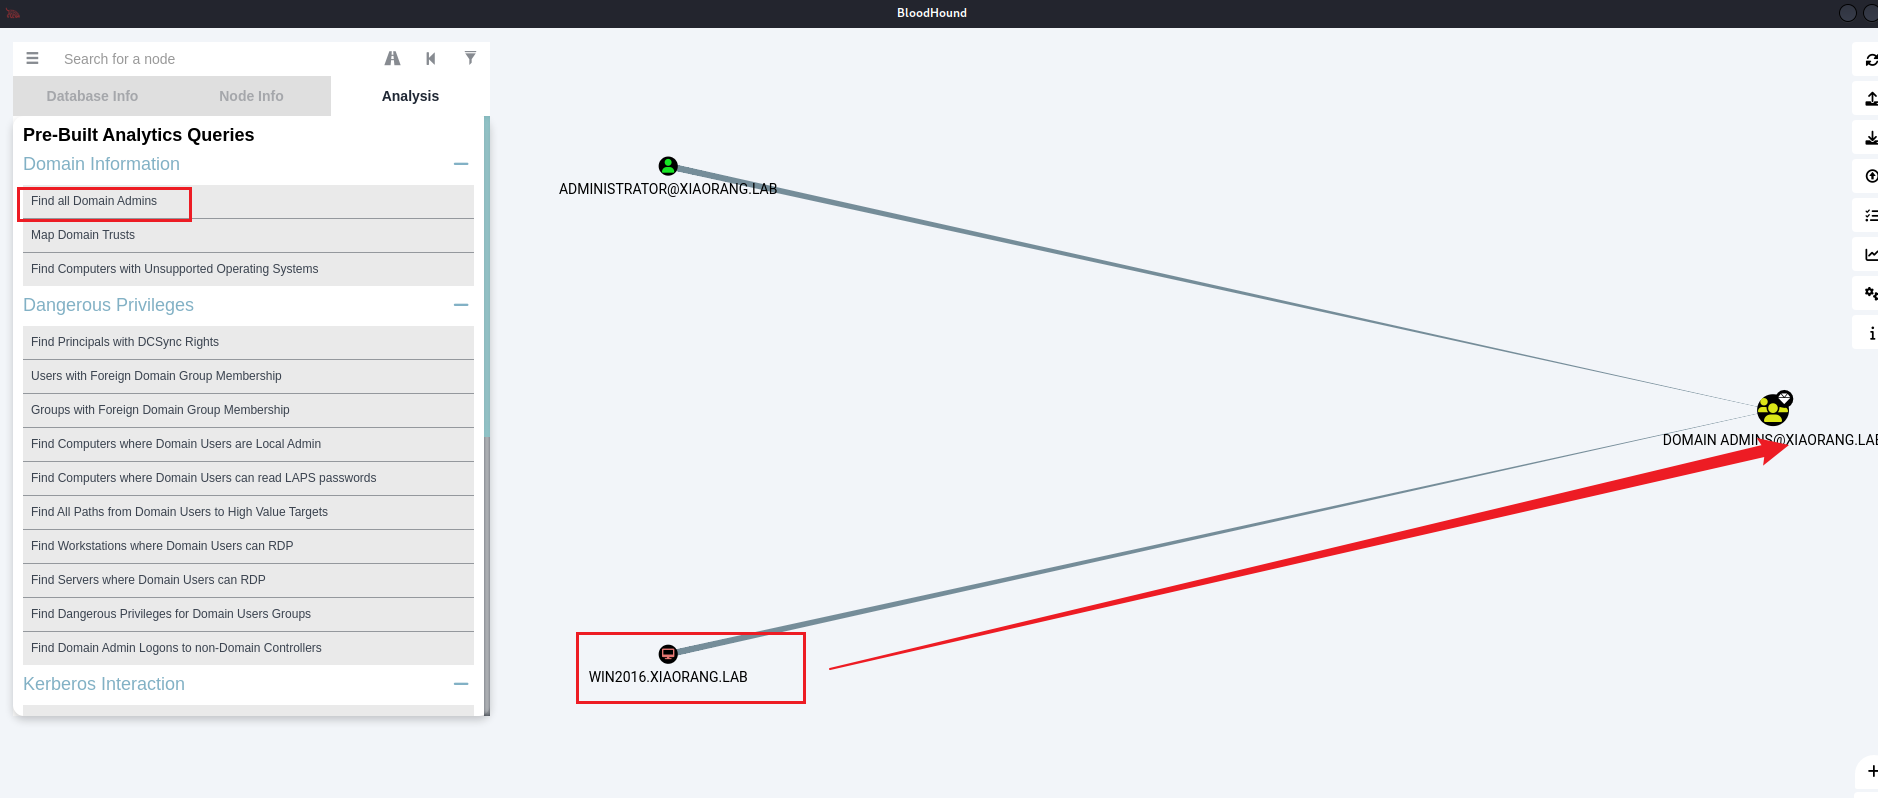 BloodHound
Search for a node
Database Info Node Info Analysis
Pre-Built Analytics Queries
Domain Information
Find all Domain Admins
Map Domain Trusts
Find Computers with Unsupported Operating Systems
Dangerous Privileges
Find Principals with DCSync Rights
Users with Foreign Domain Group Membership
Groups with Foreign Domain Group Membership
Find Computers where Domain Users are Local Admin
Find Computers where Domain Users can read LAPS passwords
Find All Paths from Domain Users to High Value Targets
Find Workstations where Domain Users can RDP
Find Servers where Domain Users can RDP
Find Dangerous Privileges for Domain Users Groups
Find Domain Admin Logons to non-Domain Controllers
Kerberos Interaction
ADMINISTRATOR@XIAORANG.LAB
DOMAIN ADMINS@XIAORANG.LA
WIN2016.XIAORANG.LAB